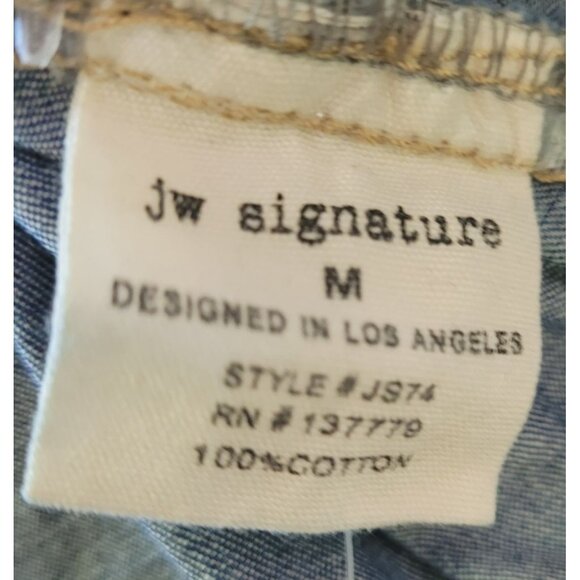 jw signature
M
DESIGNED IN LOS ANGELES
STYLE # JS74
RN # 137779
100%COTTON